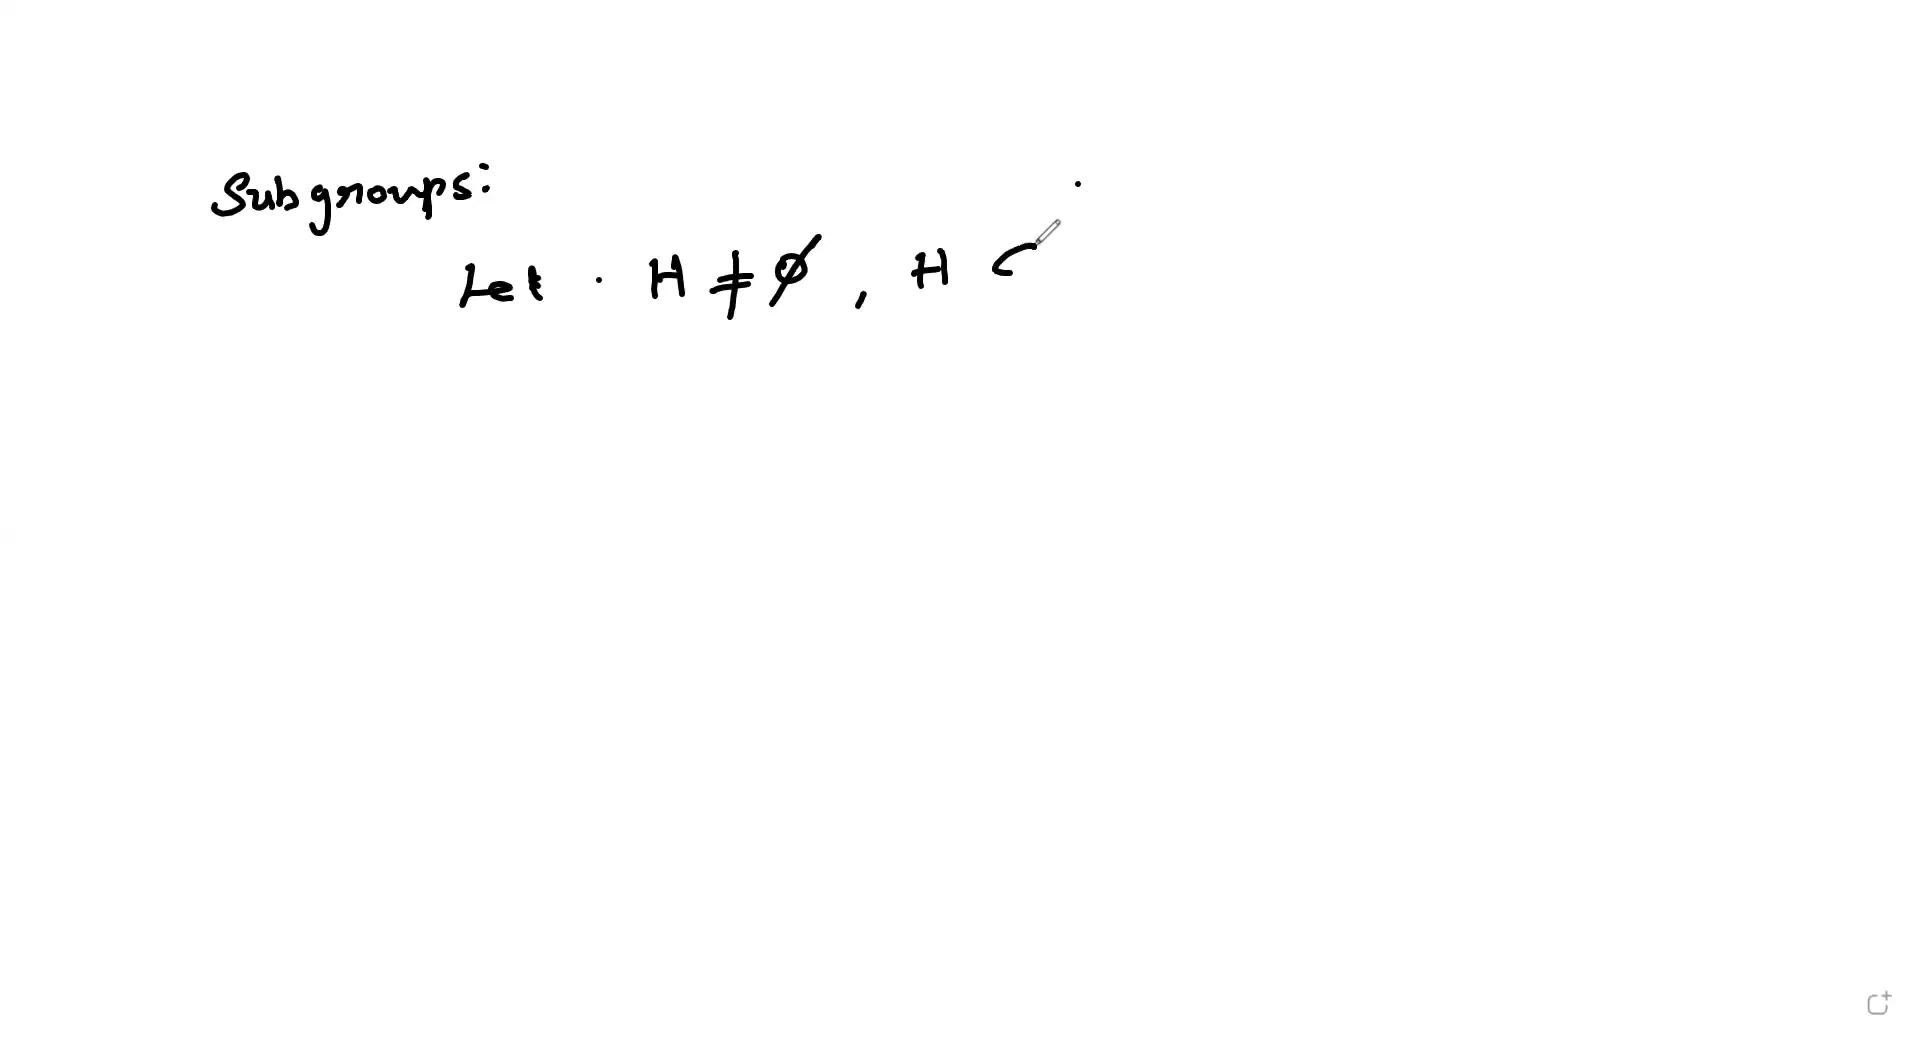 Subgroups:
Let . H ≠ ∅, H